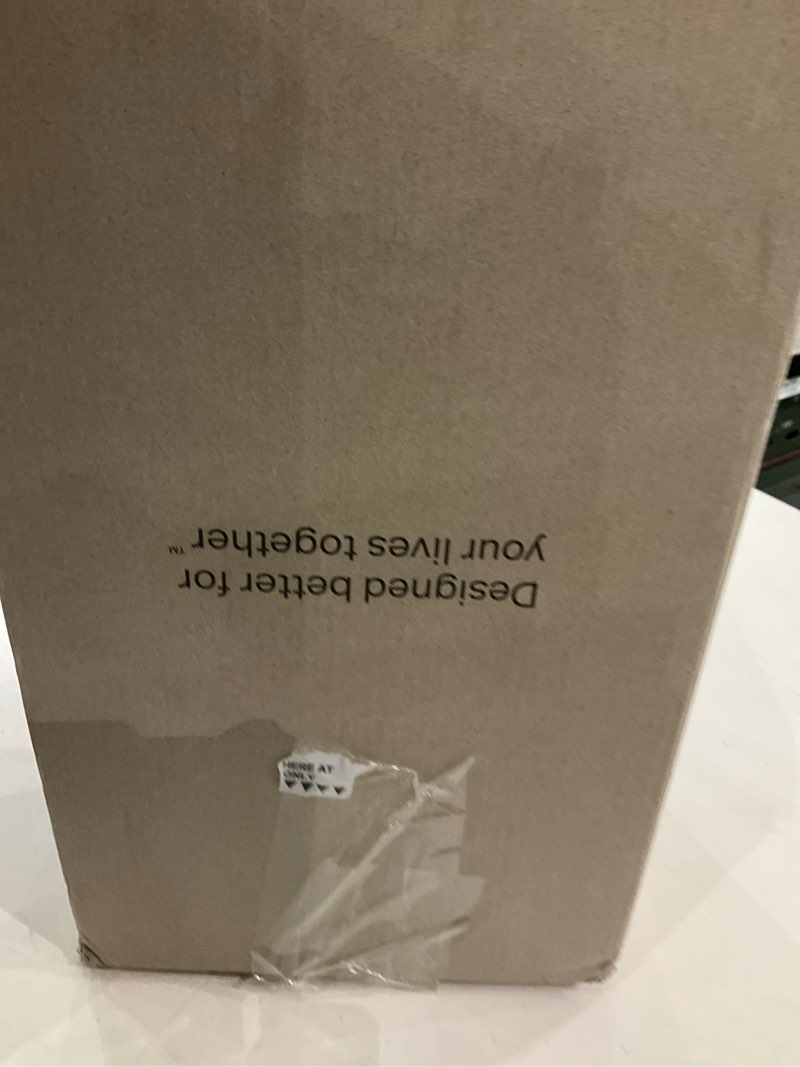 Designed better for
your lives together™
HERE AT
ONLY